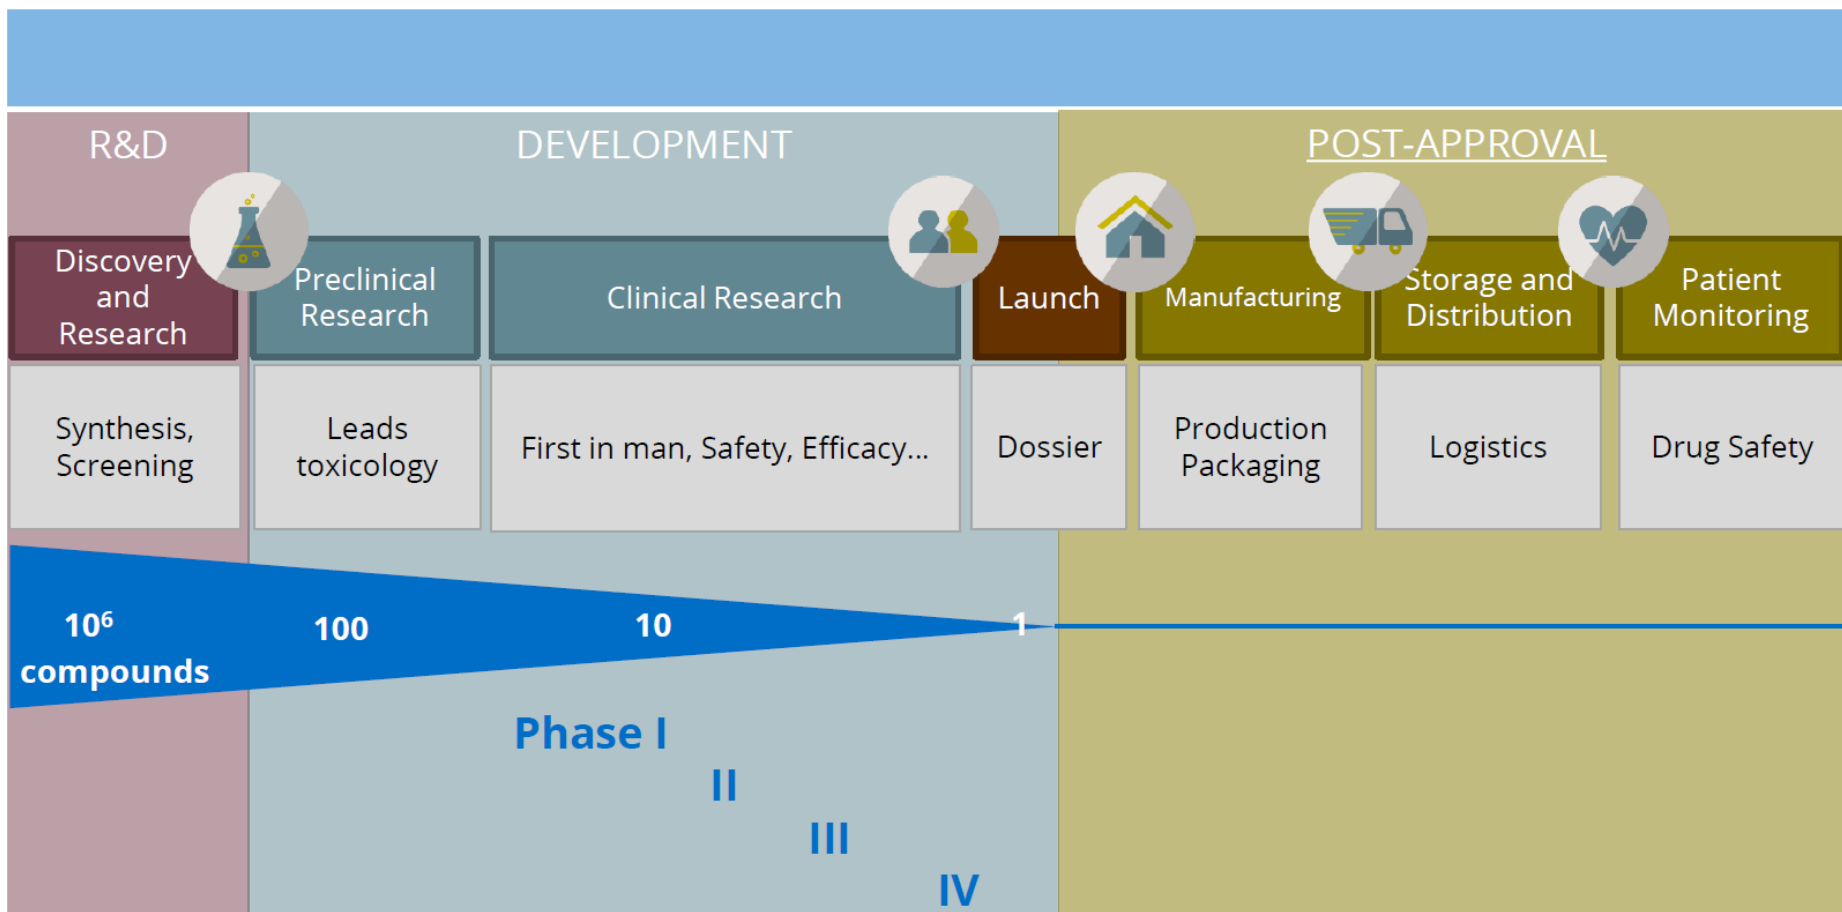 R&D
DEVELOPMENT
POST-APPROVAL
Discovery
and
Research
Preclinical
Research
Clinical Research
Launch
Manufacturing
Storage and
Distribution
Patient
Monitoring
Synthesis,
Screening
Leads
toxicology
First in man, Safety, Efficacy...
Dossier
Production
Packaging
Logistics
Drug Safety
10⁶
compounds
100
10
1
Phase I
II
III
IV